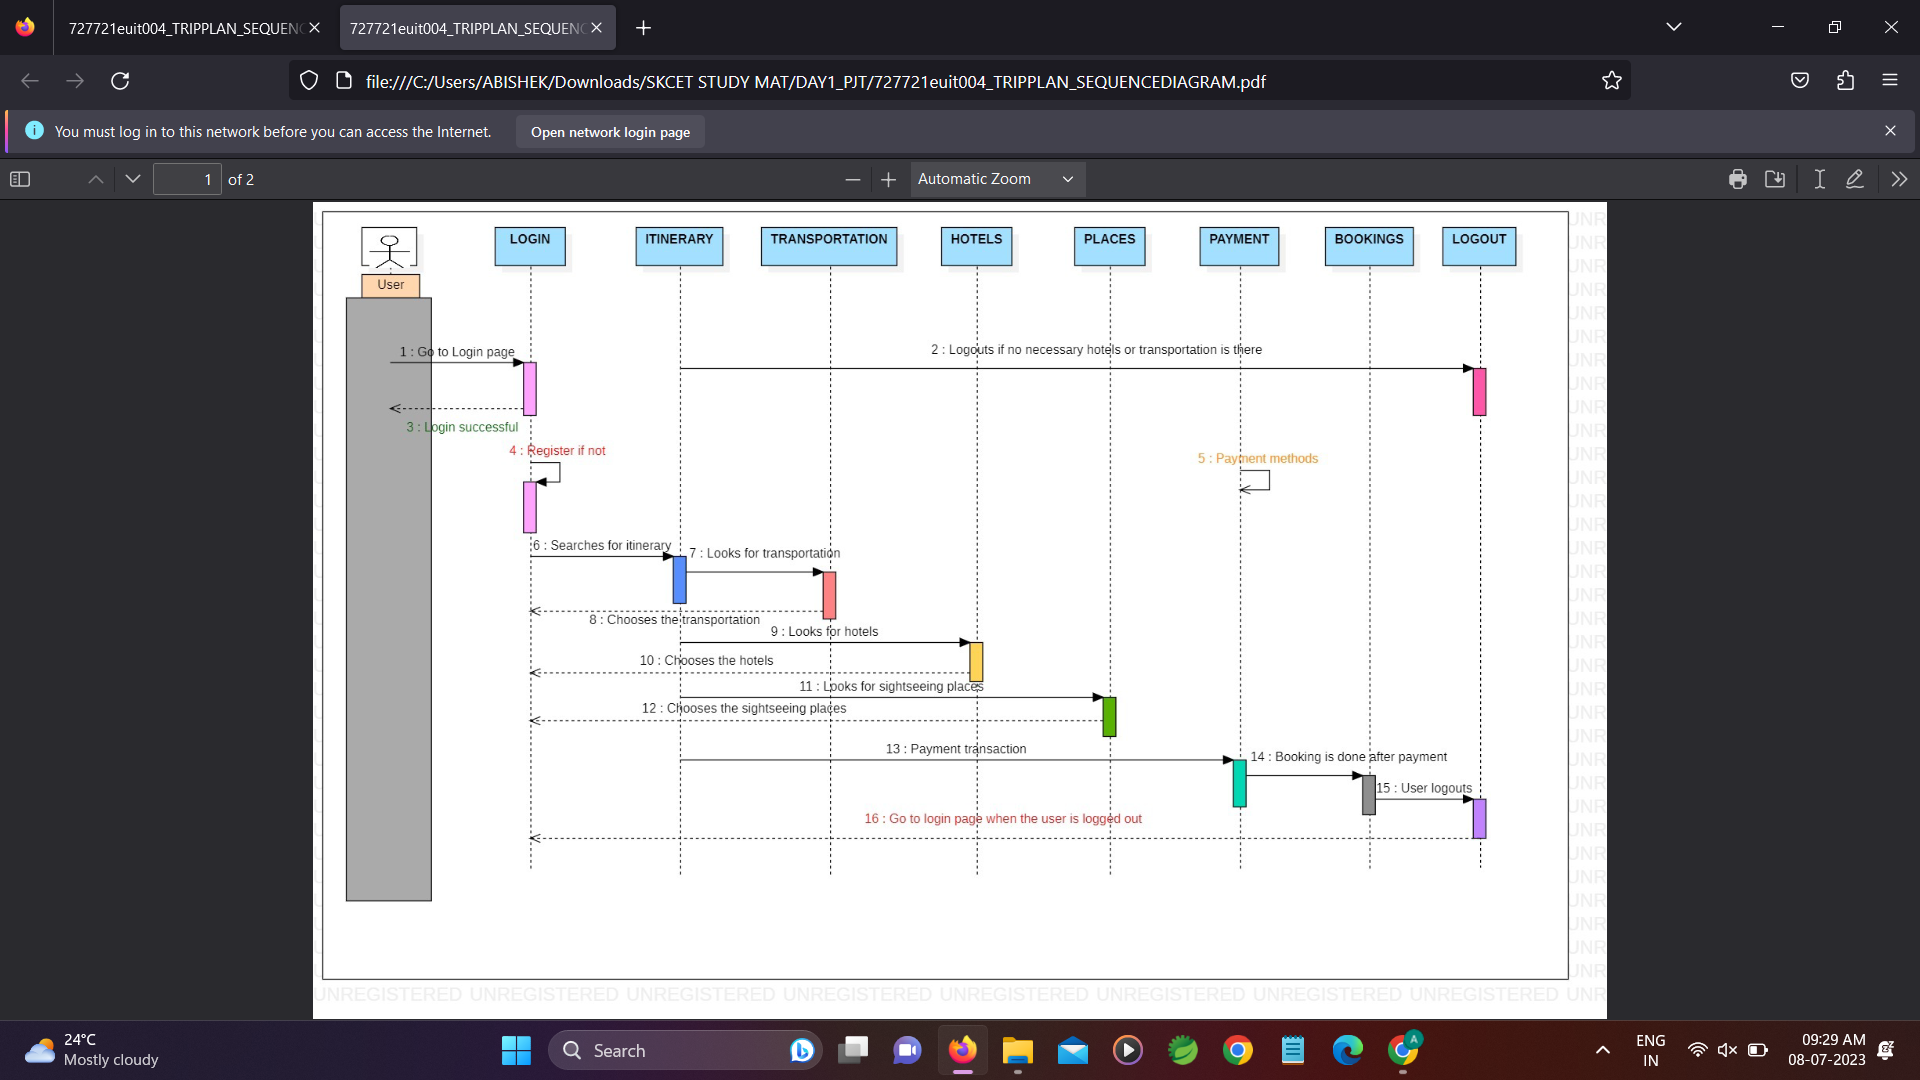 727721euit004_TRIPPLAN_SEQUENC
727721euit004_TRIPPLAN_SEQUENC
file:///C:/Users/ABISHEK/Downloads/SKCET STUDY MAT/DAY1_PJT/727721euit004_TRIPPLAN_SEQUENCEDIAGRAM.pdf
You must log in to this network before you can access the Internet.
Open network login page
1 of 2
Automatic Zoom
LOGIN
ITINERARY
TRANSPORTATION
HOTELS
PLACES
PAYMENT
BOOKINGS
LOGOUT
User
1 : Go to Login page
2 : Logouts if no necessary hotels or transportation is there
3 : Login successful
4 : Register if not
5 : Payment methods
6 : Searches for itinerary
7 : Looks for transportation
8 : Chooses the transportation
9 : Looks for hotels
10 : Chooses the hotels
11 : Looks for sightseeing places
12 : Chooses the sightseeing places
13 : Payment transaction
14 : Booking is done after payment
15 : User logouts
16 : Go to login page when the user is logged out
UNREGISTERED UNREGISTERED UNREGISTERED UNREGISTERED UNREGISTERED UNREGISTERED UNREGISTERED UNREGISTERED UNR
24°C
Mostly cloudy
Search
A
ENG
IN
09:29 AM
08-07-2023